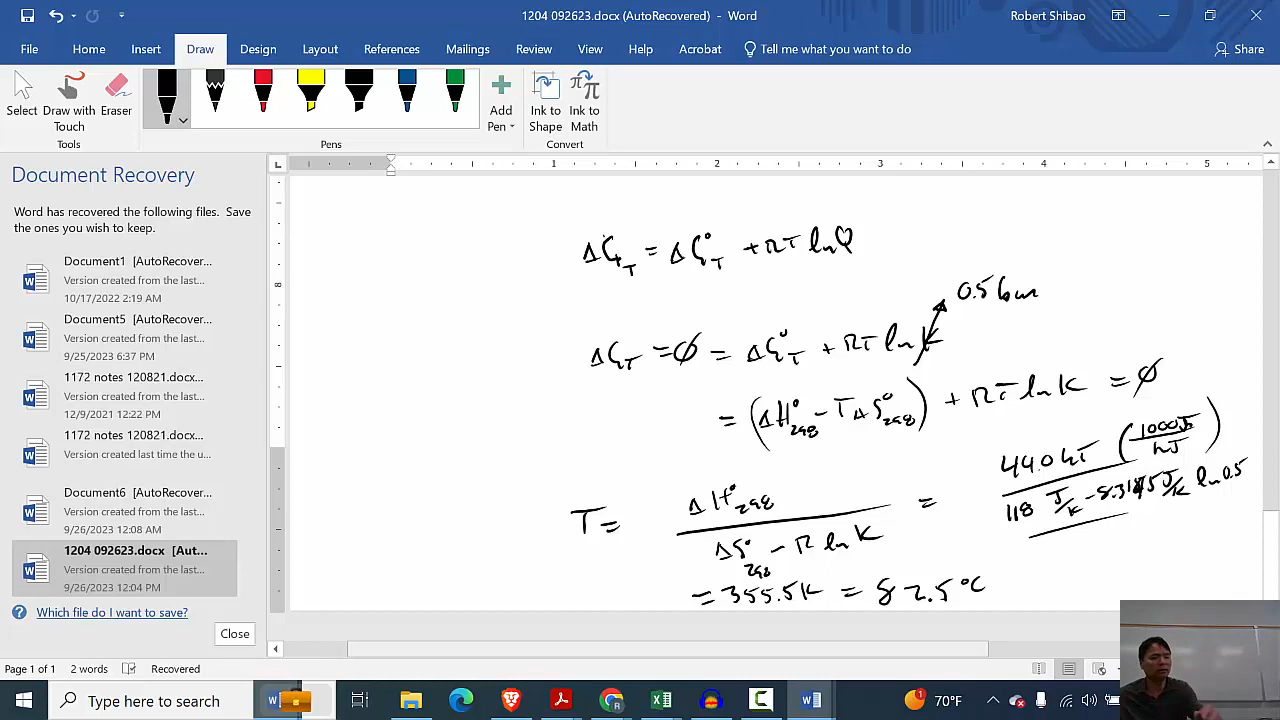 1204 092623.docx (AutoRecovered) - Word
Robert Shibao
File Home Insert Draw Design Layout References Mailings Review View Help Acrobat Tell me what you want to do Share
Select
Draw with Touch
Eraser
Add Pen
Ink to Shape
Ink to Math
Tools
Pens
Convert
1 2 3 4 5
8
Document Recovery
Word has recovered the following files. Save
the ones you wish to keep.
Document1 [AutoRecover...
Version created from the last...
10/17/2022 2:19 AM
Document5 [AutoRecover...
Version created from the last...
9/25/2023 6:37 PM
1172 notes 120821.docx...
Version created from the last...
12/9/2021 12:22 PM
1172 notes 120821.docx...
Version created last time the u...
Document6 [AutoRecover...
Version created from the last...
9/26/2023 12:08 AM
1204 092623.docx [Aut...
Version created from the last...
9/26/2023 12:04 PM
Which file do I want to save?
Close
ΔG_T = ΔG°_T + RT ln Q
0.5 bar
ΔG_T = ∅ = ΔG°_T + RT ln K
= (ΔH°_298 - TΔS°_298) + RT ln K = ∅
T = ΔH°_298 / (ΔS°_298 - R ln K) = 44.0 kJ (1000J/kJ) / (118 J/K - 8.3145 J/K ln 0.5)
= 355.5K = 82.5°C
Page 1 of 1 2 words Recovered
Type here to search
70°F